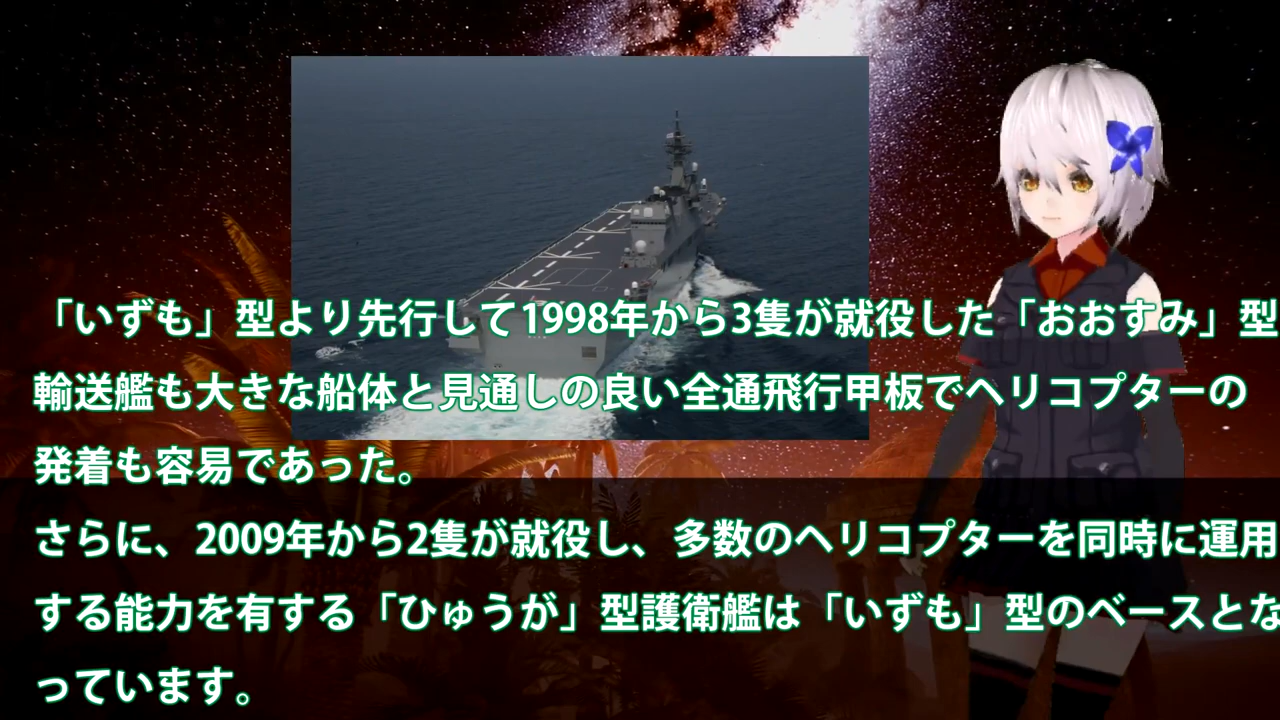 「いずも」型より先行して1998年から3隻が就役した「おおすみ」型
輸送艦も大きな船体と見通しの良い全通飛行甲板でヘリコプターの
発着も容易であった。
さらに、2009年から2隻が就役し、多数のヘリコプターを同時に運用
する能力を有する「ひゅうが」型護衛艦は「いずも」型のベースとな
っています。